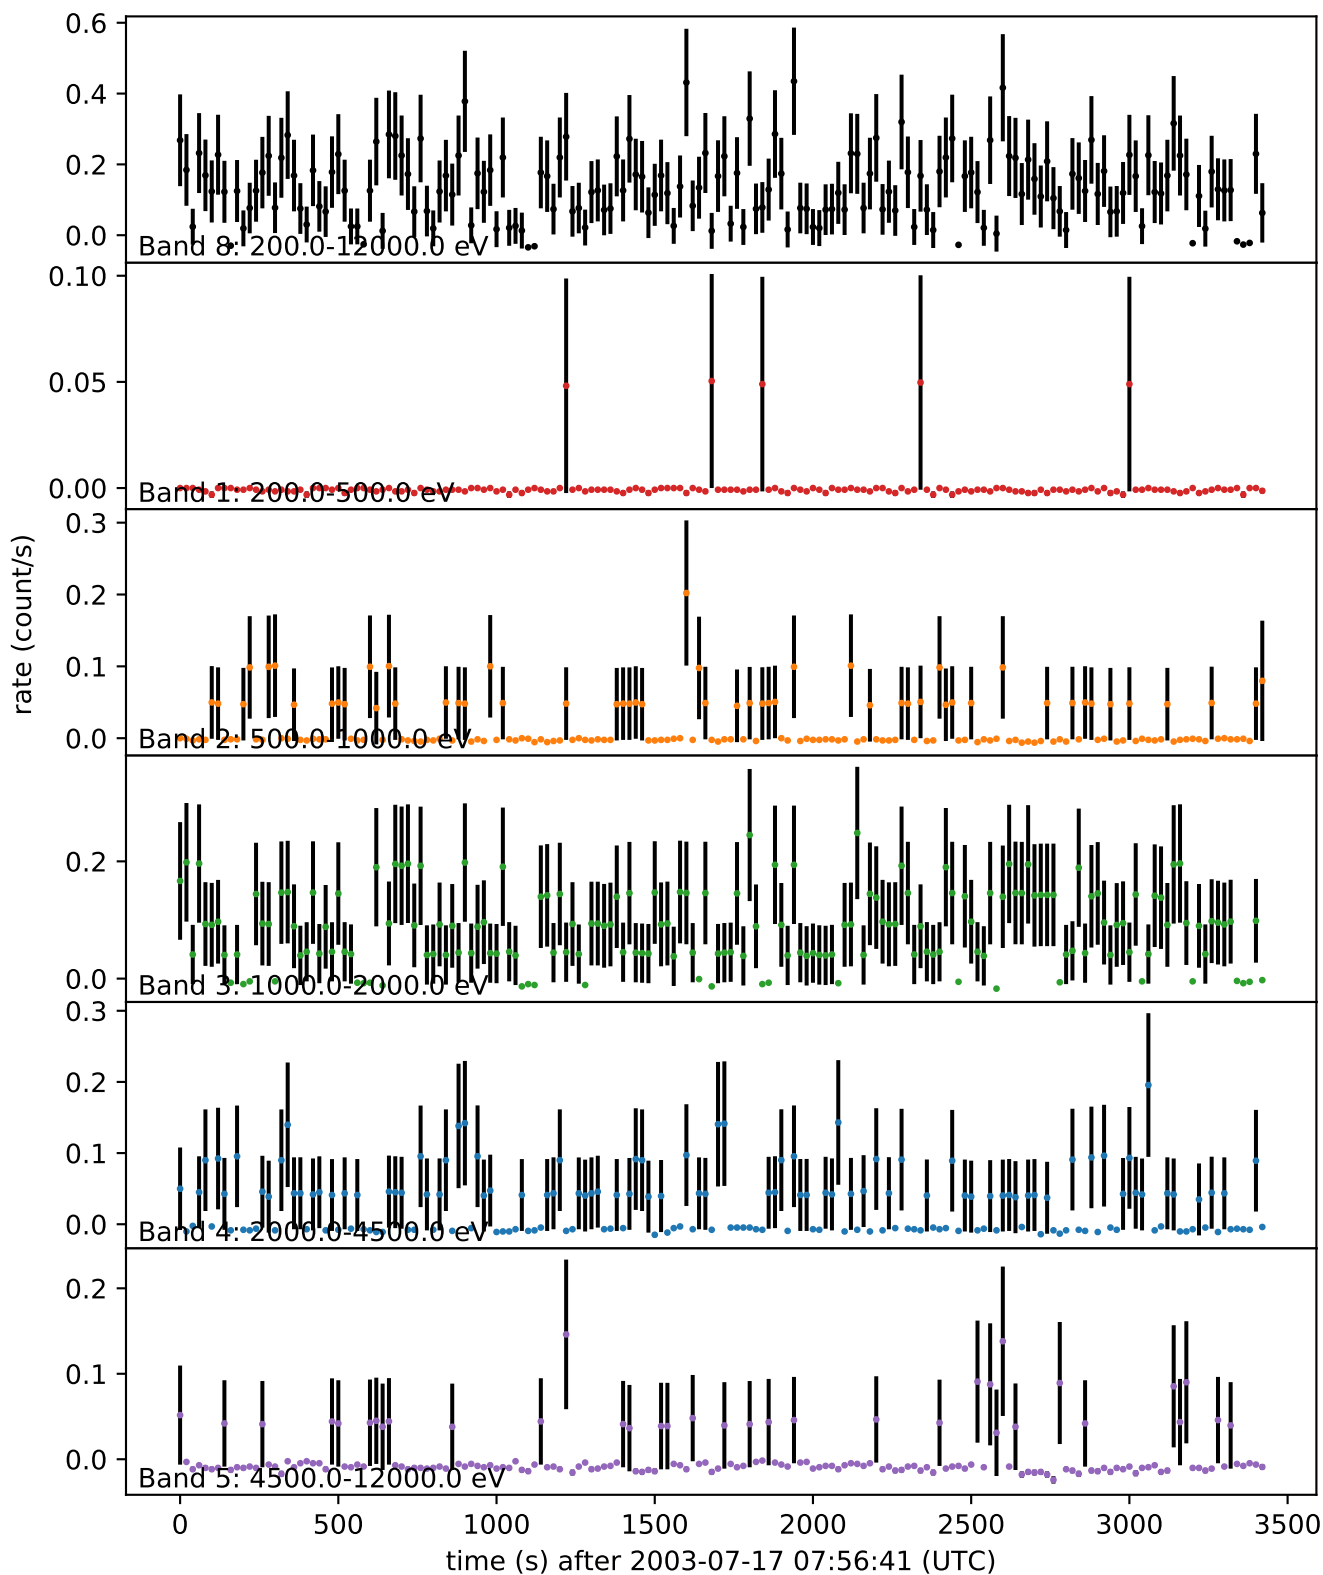 0.6
0.4
0.2
0.0
Band 8: 200.0-12000.0 eV
0.10
0.05
0.00
Band 1: 200.0-500.0 eV
0.3
0.2
0.1
0.0
Band 2: 500.0-1000.0 eV
rate (count/s)
0.2
0.0
Band 3: 1000.0-2000.0 eV
0.3
0.2
0.1
0.0
Band 4: 2000.0-4500.0 eV
0.2
0.1
0.0
Band 5: 4500.0-12000.0 eV
0 500 1000 1500 2000 2500 3000 3500
time (s) after 2003-07-17 07:56:41 (UTC)